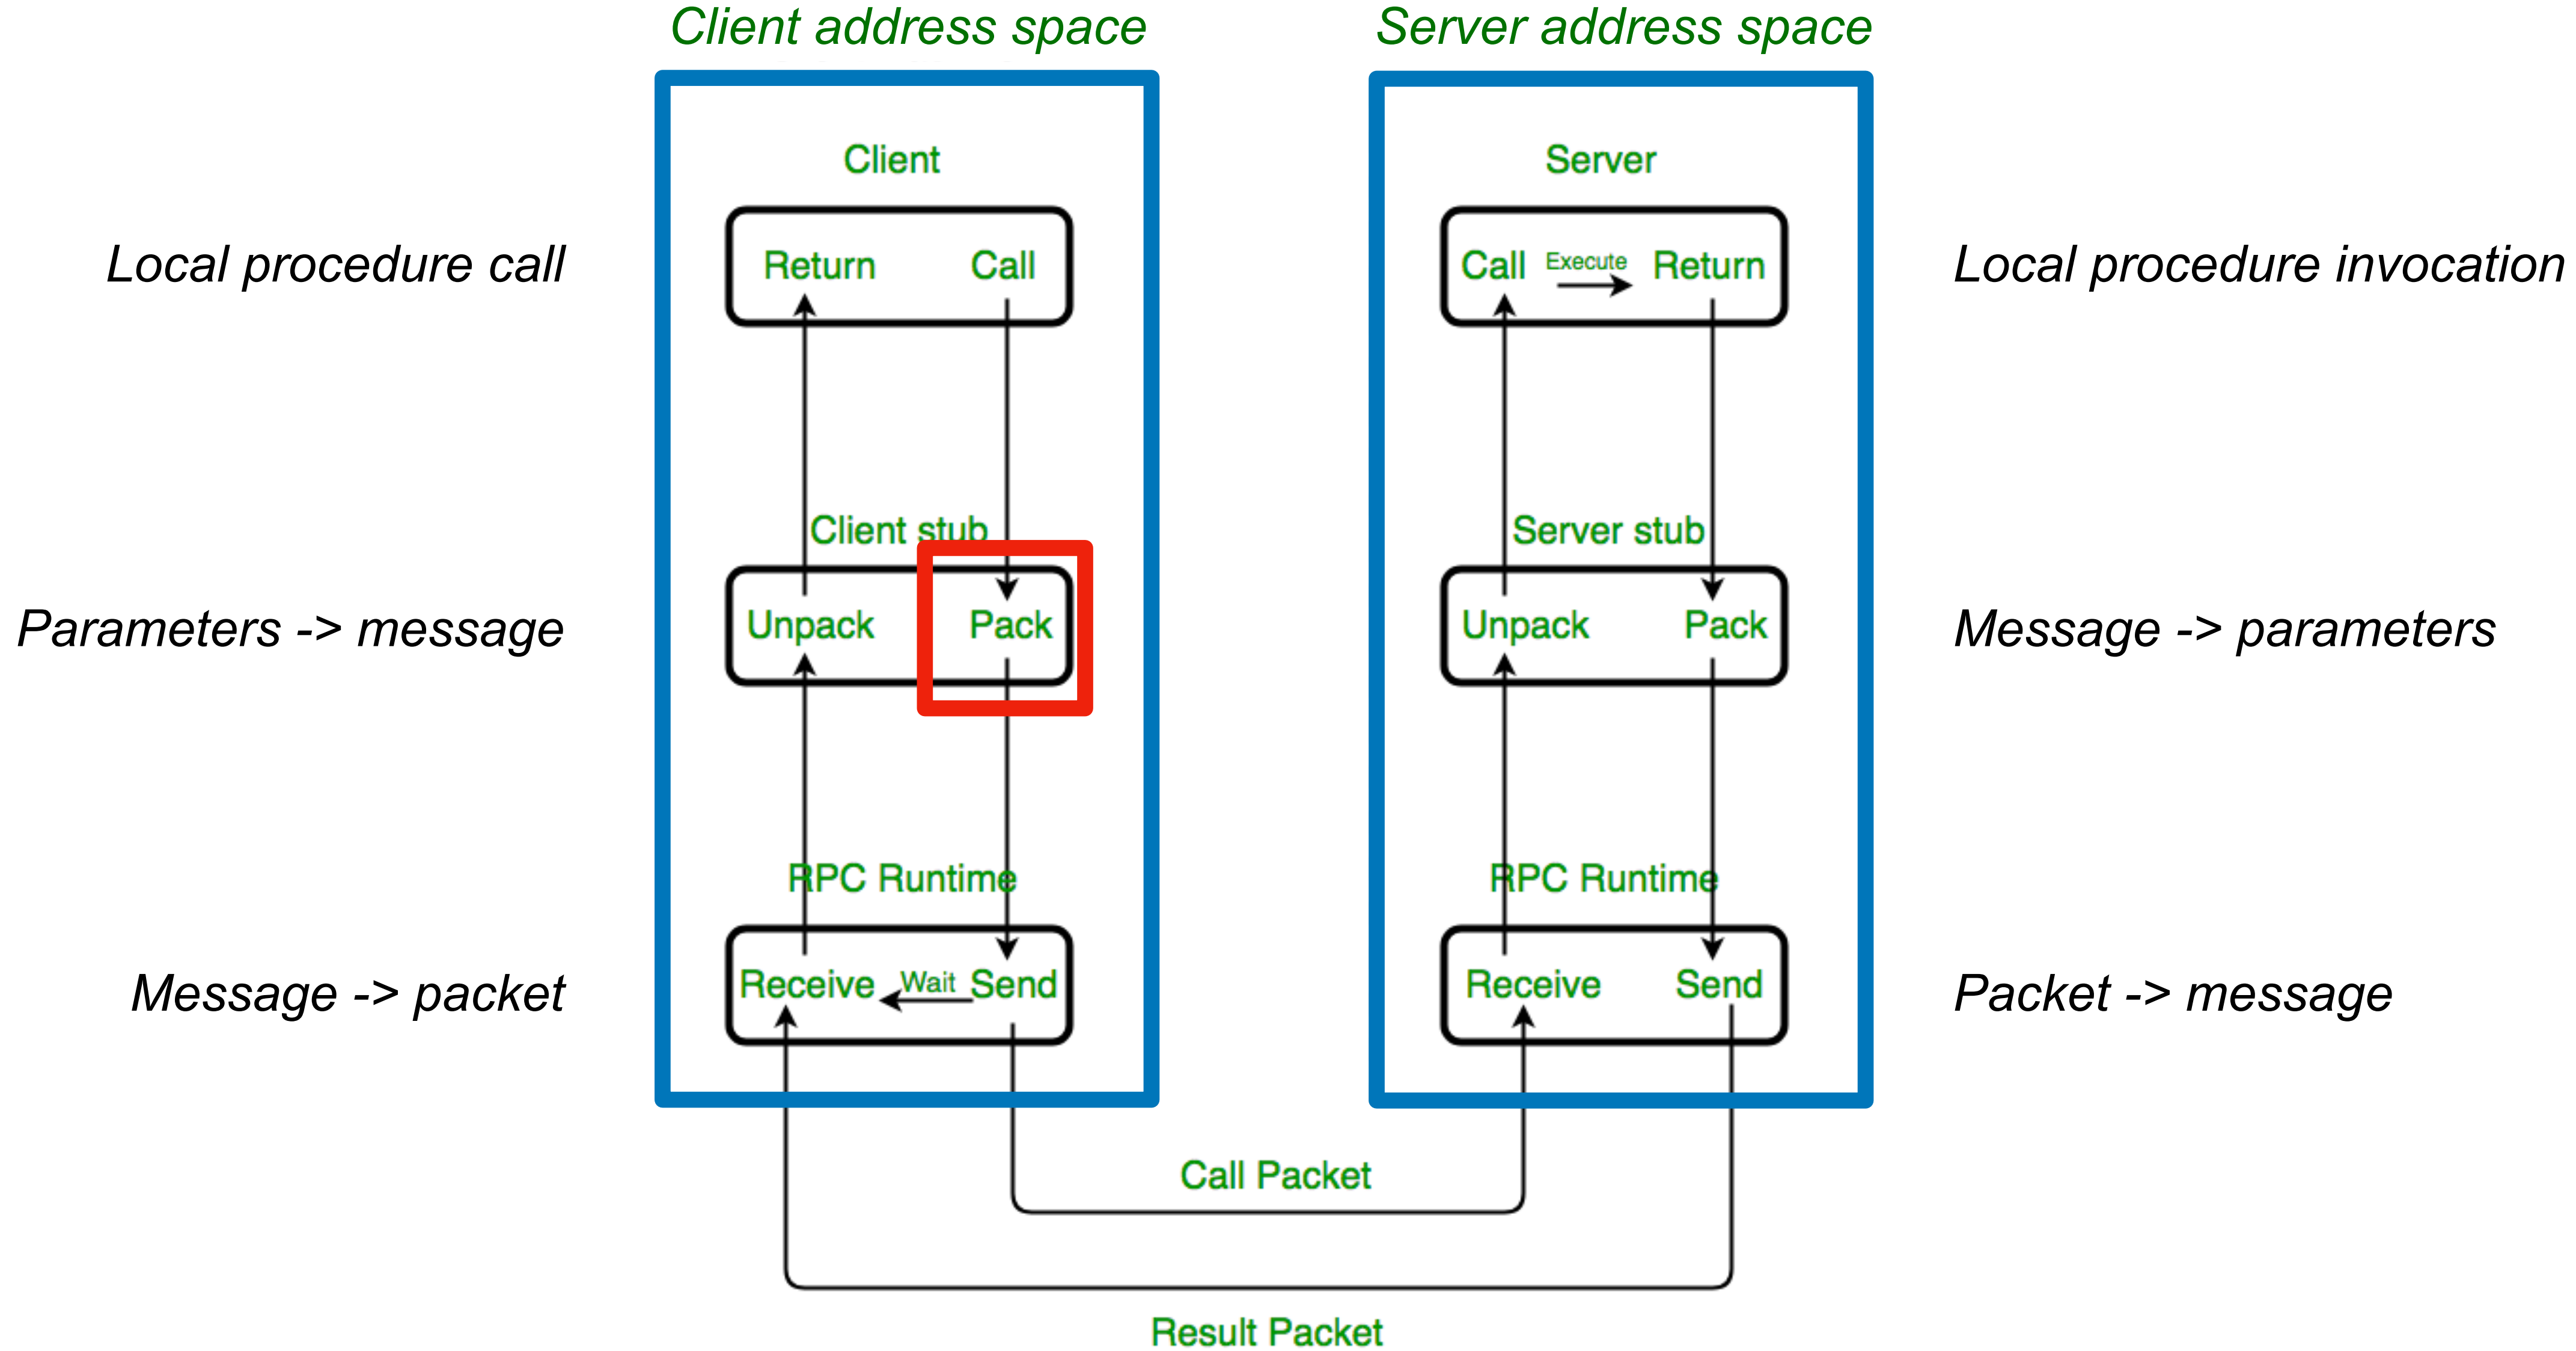 Client address space
Server address space
Client
Server
Local procedure call
Return
Call
Call
Execute
Return
Local procedure invocation
Client stub
Server stub
Parameters -> message
Unpack
Pack
Unpack
Pack
Message -> parameters
RPC Runtime
RPC Runtime
Message -> packet
Receive
Wait
Send
Receive
Send
Packet -> message
Call Packet
Result Packet